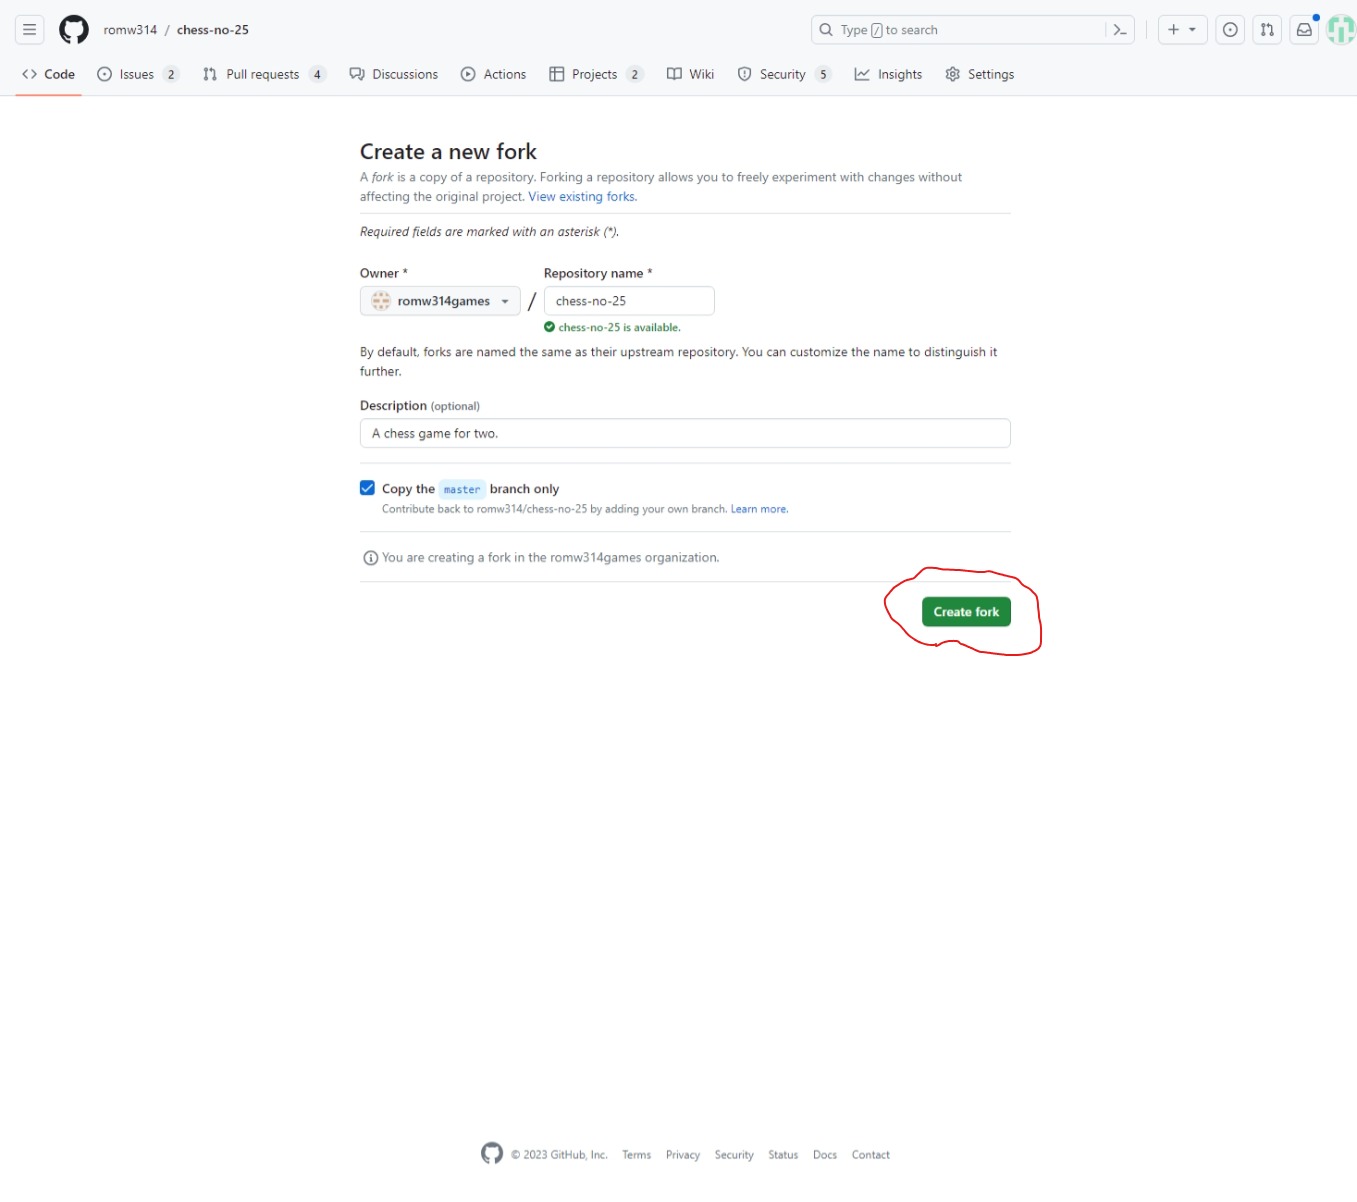 romw314 / chess-no-25
Type / to search
Code Issues 2 Pull requests 4 Discussions Actions Projects 2 Wiki Security 5 Insights Settings
Create a new fork
A fork is a copy of a repository. Forking a repository allows you to freely experiment with changes without
affecting the original project. View existing forks.
Required fields are marked with an asterisk (*).
Owner * Repository name *
romw314games / chess-no-25
chess-no-25 is available.
By default, forks are named the same as their upstream repository. You can customize the name to distinguish it
further.
Description (optional)
A chess game for two.
Copy the master branch only
Contribute back to romw314/chess-no-25 by adding your own branch. Learn more.
You are creating a fork in the romw314games organization.
Create fork
© 2023 GitHub, Inc. Terms Privacy Security Status Docs Contact